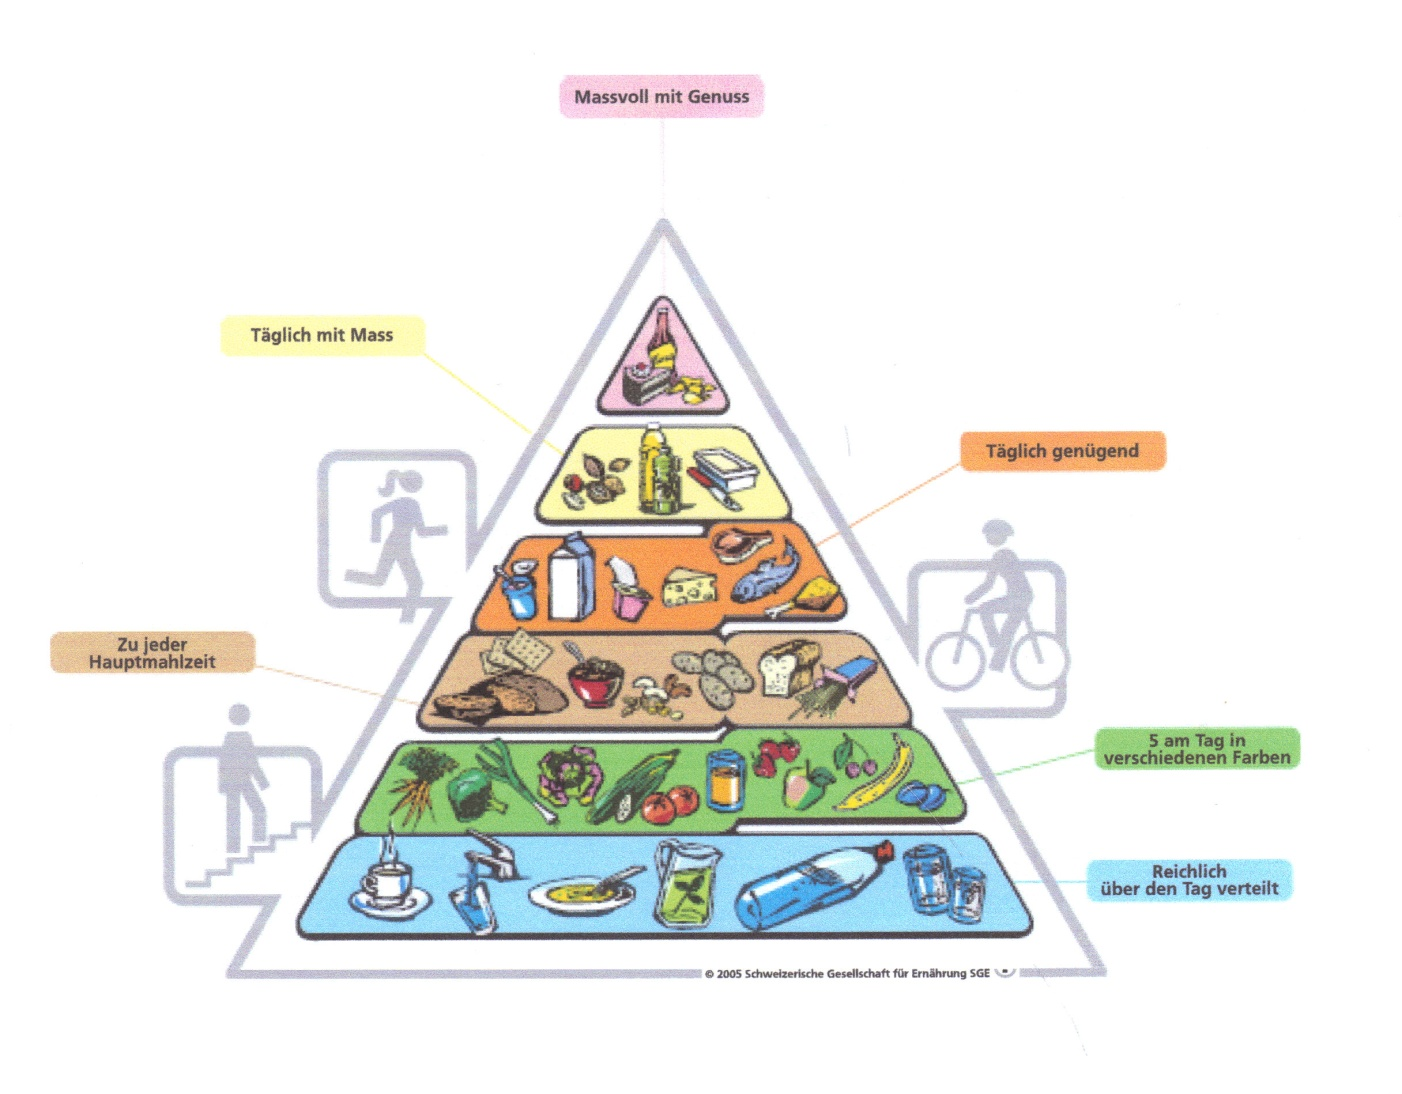 Massvoll mit Genuss
Täglich mit Mass
Täglich genügend
Zu jeder
Hauptmahlzeit
5 am Tag in
verschiedenen Farben
Reichlich
über den Tag verteilt
© 2005 Schweizerische Gesellschaft für Ernährung SGE